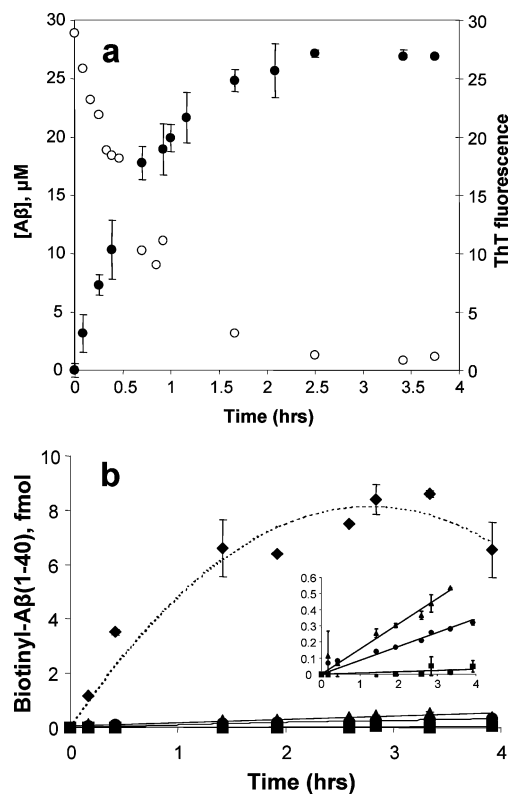 a
30
25
20
15
10
5
0
[Aβ], µM
30
25
20
15
10
5
0
ThT fluorescence
0 0.5 1 1.5 2 2.5 3 3.5 4
Time (hrs)
b
10
8
6
4
2
0
Biotinyl-Aβ(1-40), fmol
0.6
0.5
0.4
0.3
0.2
0.1
0
0 1 2 3 4
0 1 2 3 4
Time (hrs)